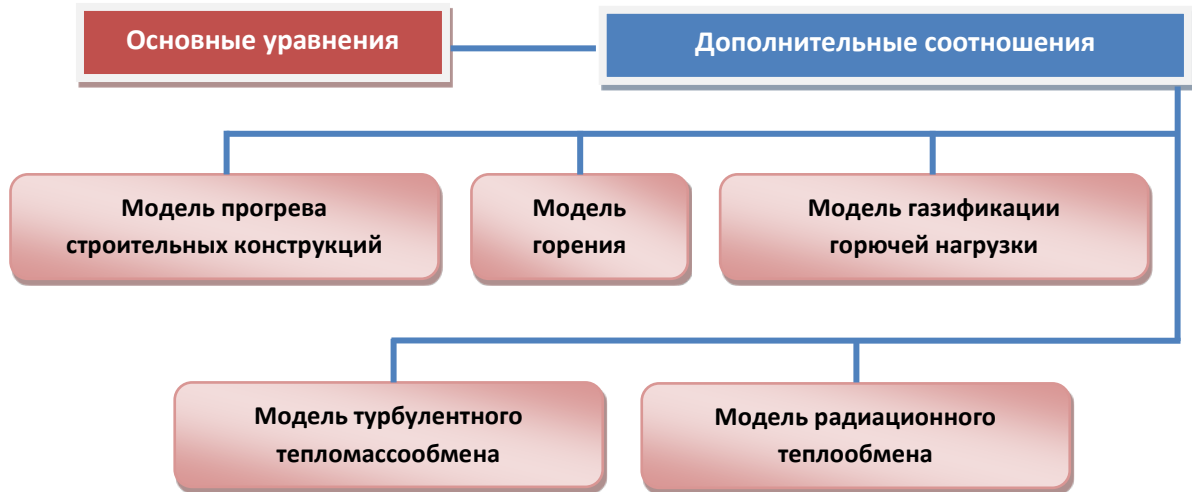 Основные уравнения
Дополнительные соотношения
Модель прогрева
строительных конструкций
Модель
горения
Модель газификации
горючей нагрузки
Модель турбулентного
тепломассообмена
Модель радиационного
теплообмена